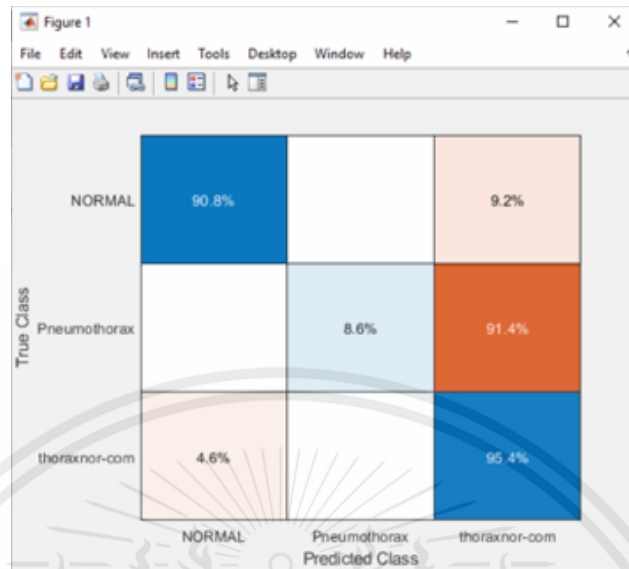 Figure 1
File Edit View Insert Tools Desktop Window Help
NORMAL 90.8% 9.2%
True Class
Pneumothorax 8.6% 91.4%
thoraxnor-com 4.6% 95.4%
NORMAL Pneumothorax thoraxnor-com
Predicted Class